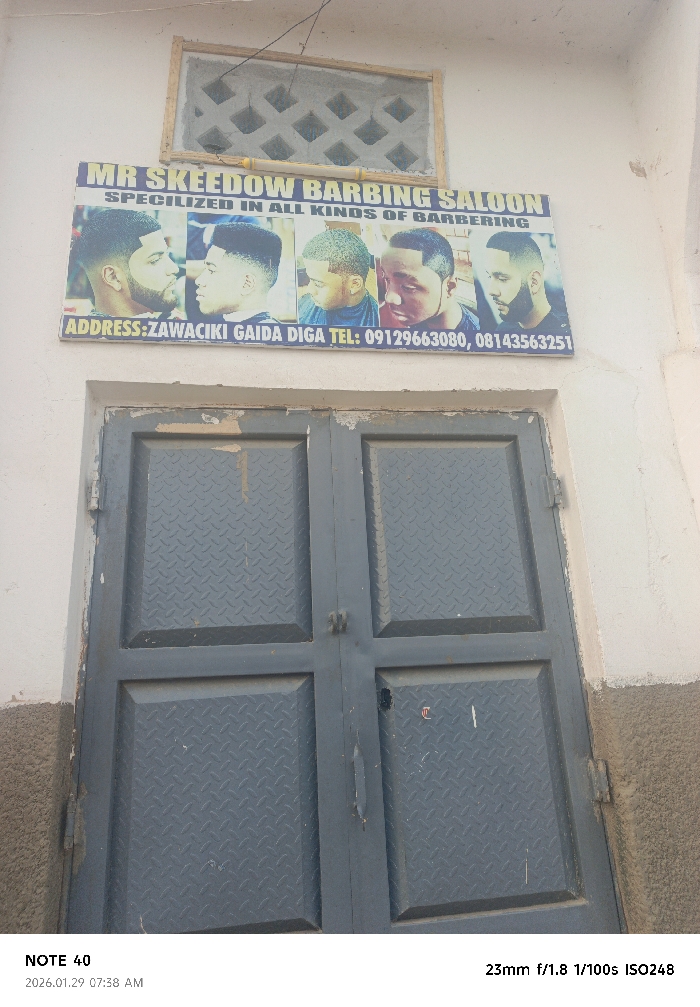 MR SKEEDOW BARBING SALOON
SPECILIZED IN ALL KINDS OF BARBERING
ADDRESS:ZAWACIKI GAIDA DIGA TEL: 09129663080, 08143563251
NOTE 40
2026.01.29 07:38 AM
23mm f/1.8 1/100s ISO248